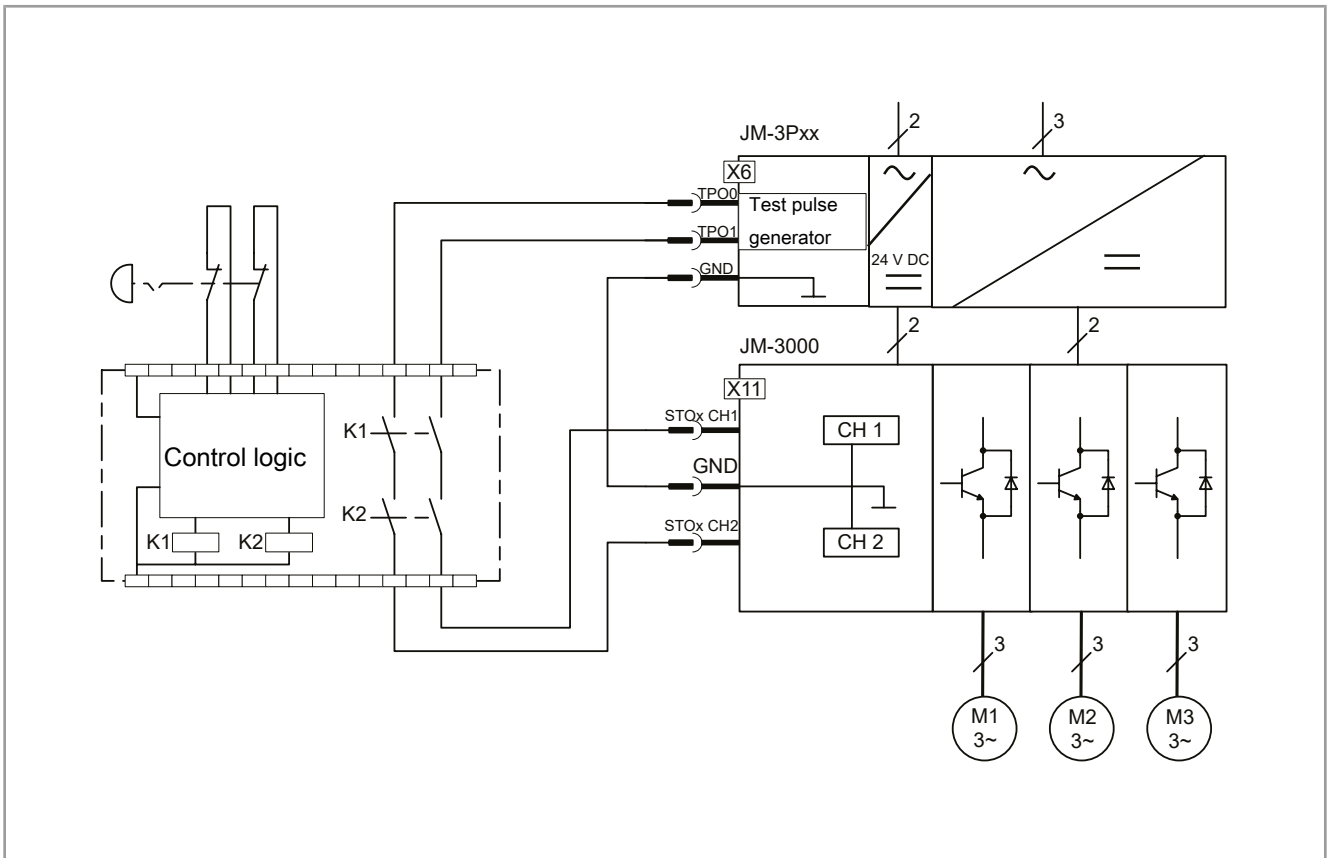 JM-3Pxx
2
3
X6
TPO0
Test pulse
generator
TPO1
GND
24 V DC
2
2
JM-3000
X11
STOx CH1
CH 1
K1
Control logic
GND
K2
STOx CH2
K1
K2
CH 2
3
3
3
M1
3~
M2
3~
M3
3~